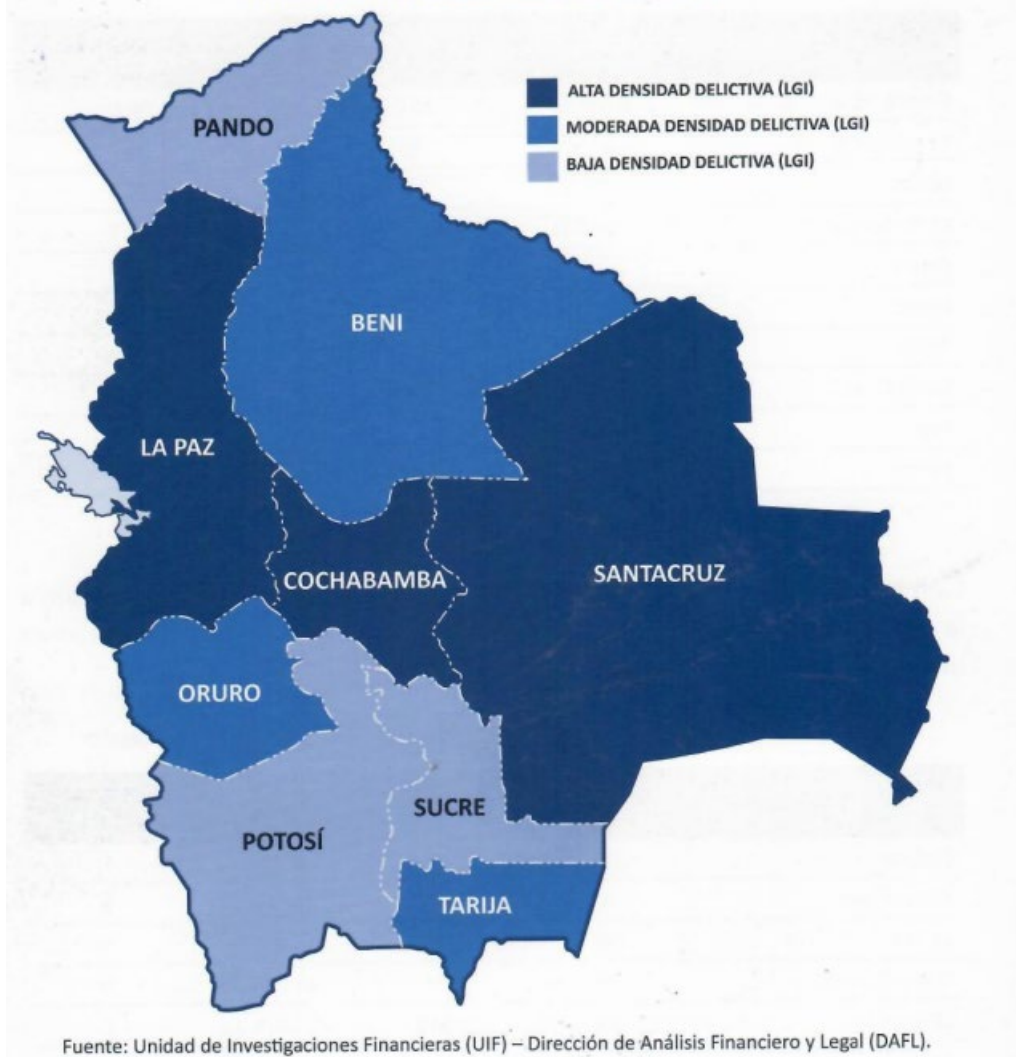 ALTA DENSIDAD DELICTIVA (LGI)
MODERADA DENSIDAD DELICTIVA (LGI)
BAJA DENSIDAD DELICTIVA (LGI)
PANDO
BENI
LA PAZ
COCHABAMBA
SANTACRUZ
ORURO
SUCRE
POTOSÍ
TARIJA
Fuente: Unidad de Investigaciones Financieras (UIF) – Dirección de Análisis Financiero y Legal (DAFL).